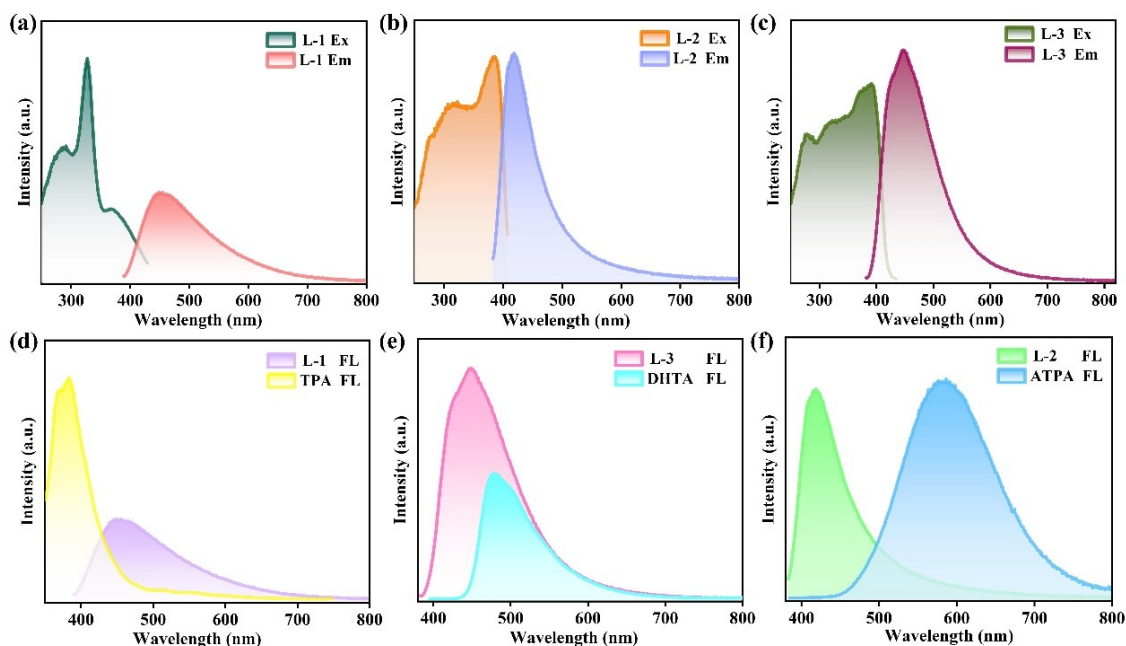 (a)
L-1 Ex
L-1 Em
Intensity (a.u.)
300 400 500 600 700 800
Wavelength (nm)
(b)
L-2 Ex
L-2 Em
Intensity (a.u.)
300 400 500 600 700 800
Wavelength (nm)
(c)
L-3 Ex
L-3 Em
Intensity (a.u.)
300 400 500 600 700 800
Wavelength (nm)
(d)
L-1 FL
TPA FL
Intensity (a.u.)
400 500 600 700 800
Wavelength (nm)
(e)
L-3 FL
DHTA FL
Intensity (a.u.)
400 500 600 700 800
Wavelength (nm)
(f)
L-2 FL
ATPA FL
Intensity (a.u.)
400 500 600 700 800
Wavelength (nm)